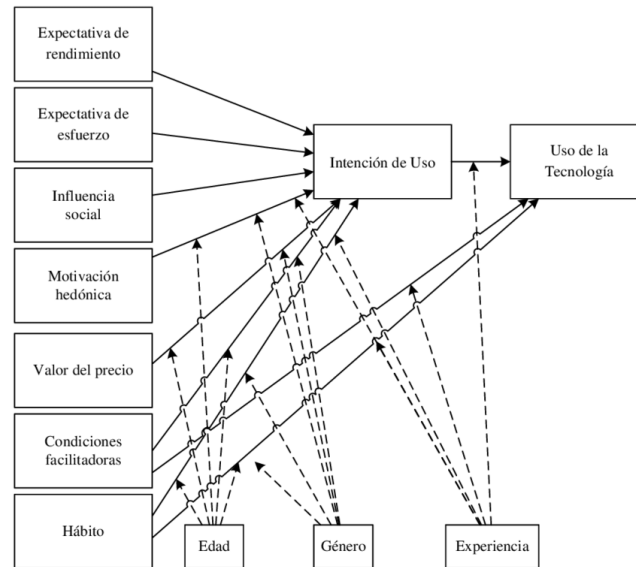 Expectativa de
rendimiento
Expectativa de
esfuerzo
Influencia
social
Motivación
hedónica
Valor del precio
Condiciones
facilitadoras
Hábito
Intención de Uso
Uso de la
Tecnología
Edad
Género
Experiencia